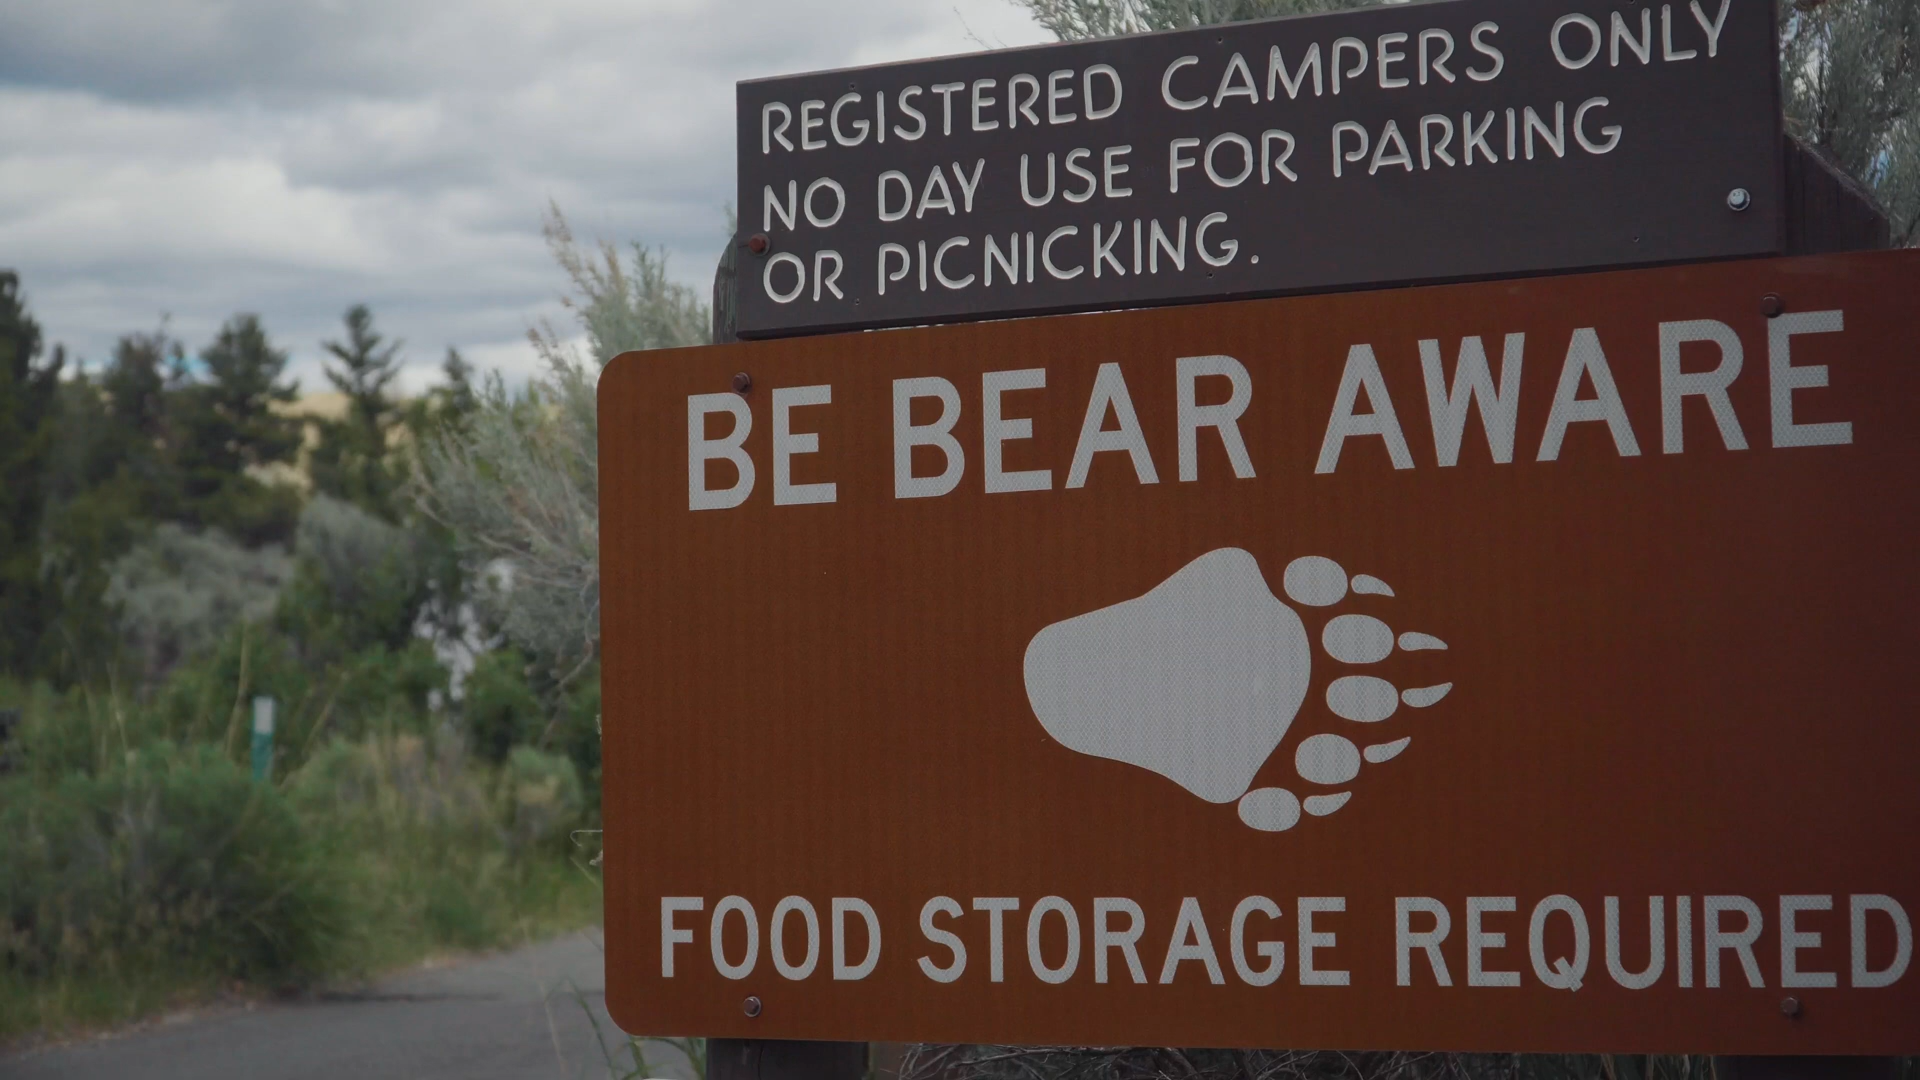 REGISTERED CAMPERS ONLY
NO DAY USE FOR PARKING
OR PICNICKING.
BE BEAR AWARE
FOOD STORAGE REQUIRED